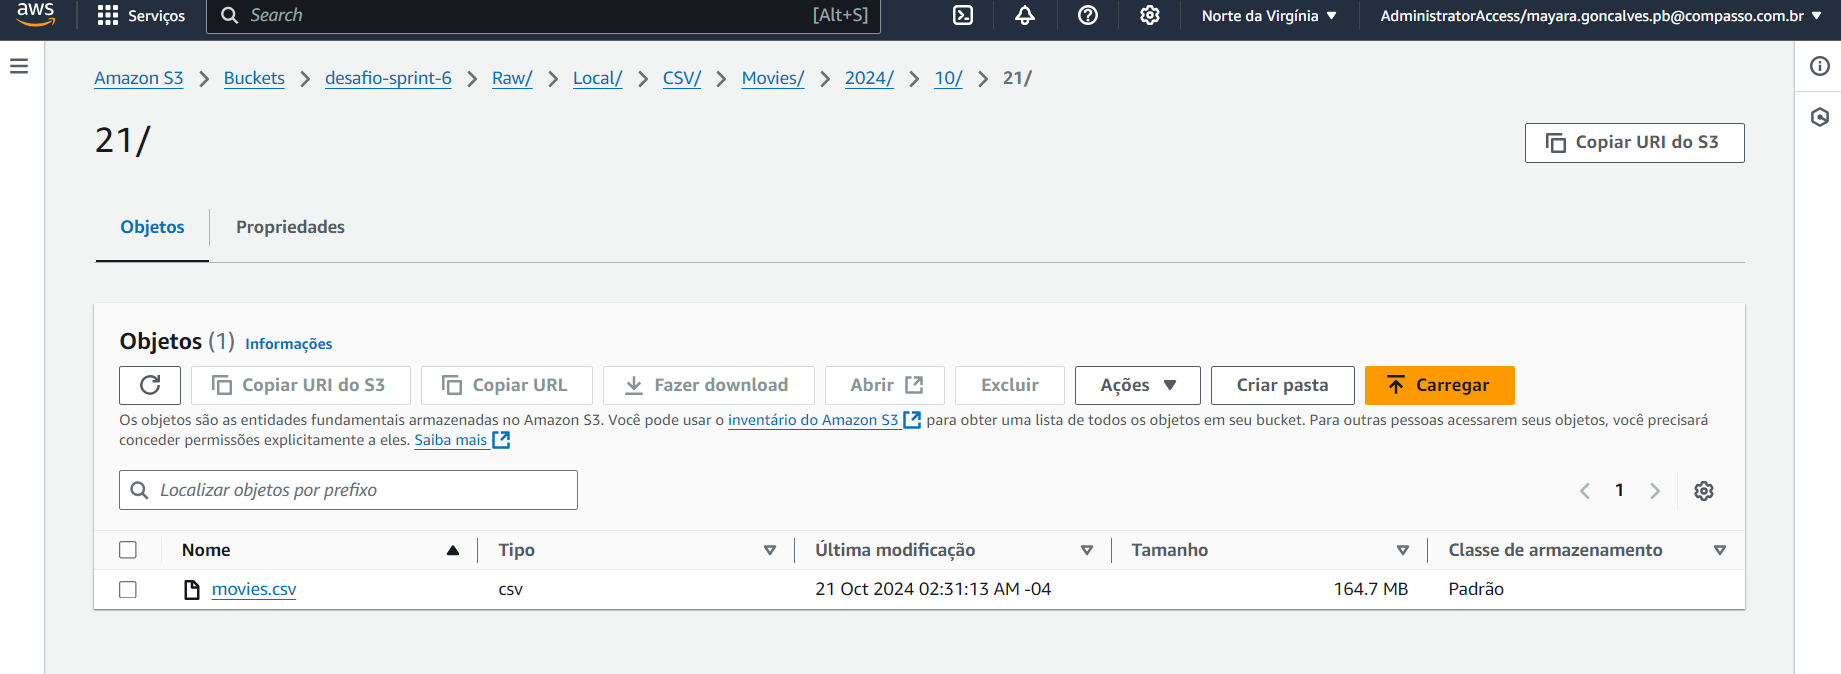 aws Serviços Search [Alt+S] Norte da Virgínia AdministratorAccess/mayara.goncalves.pb@compasso.com.br
Amazon S3 Buckets desafio-sprint-6 Raw/ Local/ CSV/ Movies/ 2024/ 10/ 21/
21/
Copiar URI do S3
Objetos Propriedades
Objetos (1) Informações
Copiar URI do S3 Copiar URL Fazer download Abrir Excluir Ações Criar pasta Carregar
Os objetos são as entidades fundamentais armazenadas no Amazon S3. Você pode usar o inventário do Amazon S3 para obter uma lista de todos os objetos em seu bucket. Para outras pessoas acessarem seus objetos, você precisará
conceder permissões explicitamente a eles. Saiba mais
Localizar objetos por prefixo 1
Nome Tipo Última modificação Tamanho Classe de armazenamento
movies.csv csv 21 Oct 2024 02:31:13 AM -04 164.7 MB Padrão